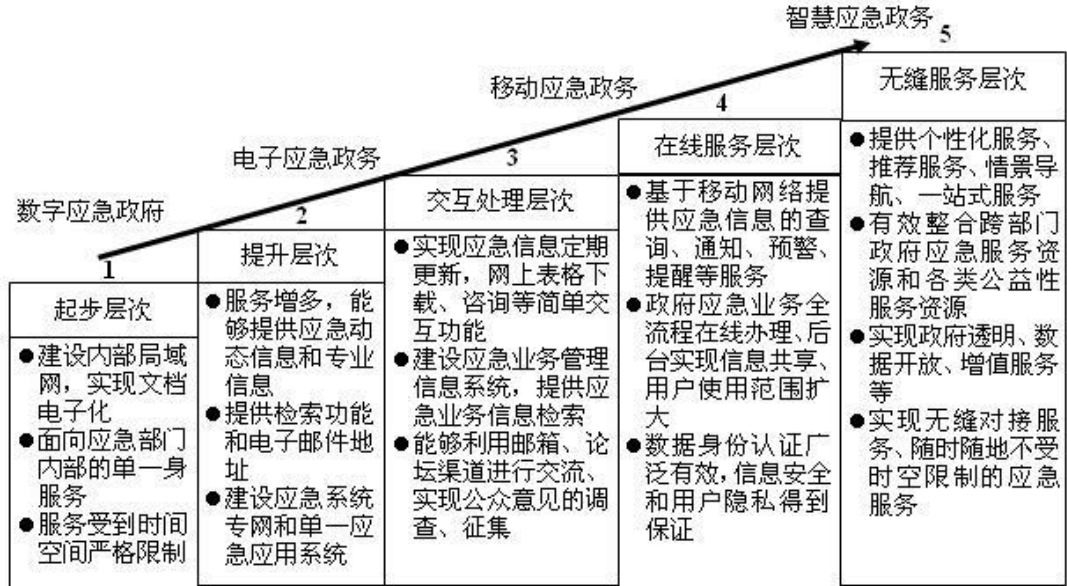 智慧应急政务
5
无缝服务层次
●提供个性化服务、
推荐服务、情景导
航、一站式服务
●有效整合跨部门
政府应急服务资
源和各类公益性
服务资源
●实现政府透明、数
据开放、增值服务
等
●实现无缝对接服
务、随时随地不受
时空限制的应急
服务
移动应急政务
4
在线服务层次
●基于移动网络提
供应急信息的查
询、通知、预警、
提醒等服务
●政府应急业务全
流程在线办理、后
台实现信息共享、
用户使用范围扩
大
●数据身份认证广
泛有效，信息安全
和用户隐私得到
保证
电子应急政务
3
交互处理层次
●实现应急信息定期
更新，网上表格下
载、咨询等简单交
互功能
●建设应急业务管理
信息系统，提供应
急业务信息检索
●能够利用邮箱、论
坛渠道进行交流、
实现公众意见的调
查、征集
数字应急政府
2
提升层次
●服务增多，能
够提供应急动
态信息和专业
信息
●提供检索功能
和电子邮件地
址
●建设应急系统
专网和单一应
急应用系统
1
起步层次
●建设内部局域
网，实现文档
电子化
●面向应急部门
内部的单一身
服务
●服务受到时间
空间严格限制